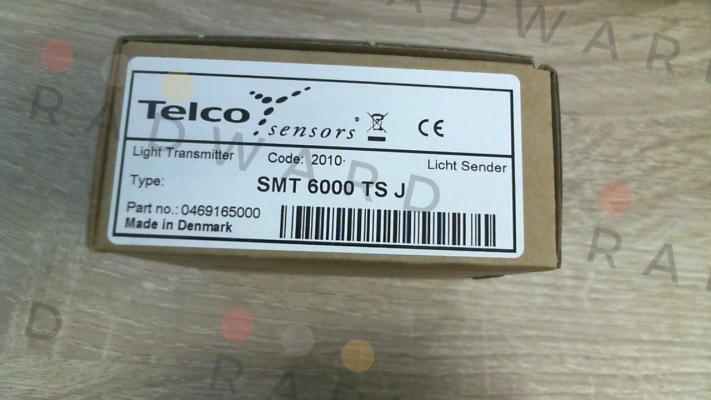 RADWARD
Telco
sensors®
CE
Light Transmitter
Code: 2010
Licht Sender
Type:
SMT 6000 TS J
Part no.: 0469165000
Made in Denmark